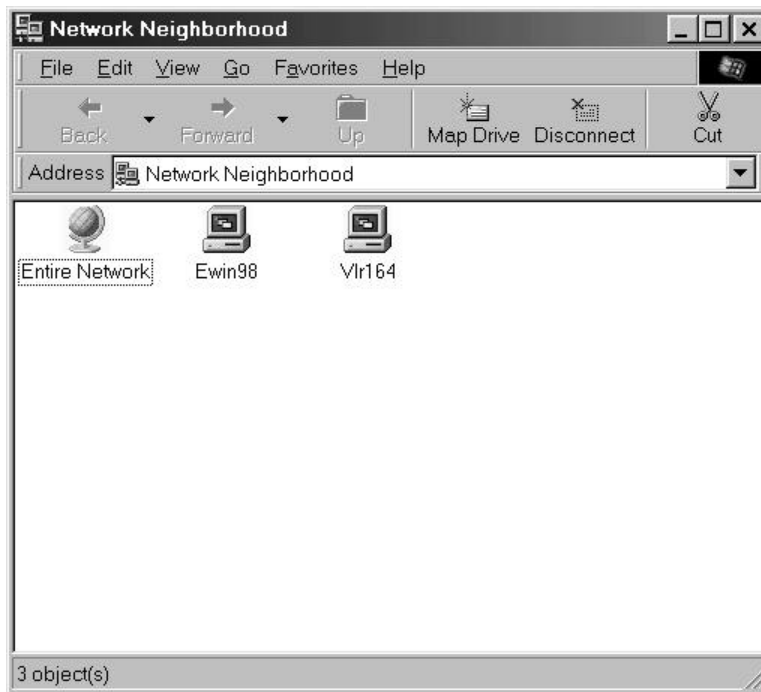 Network Neighborhood
File Edit View Go Favorites Help
Back Forward Up Map Drive Disconnect Cut
Address Network Neighborhood
Entire Network Ewin98 Vlr164
3 object(s)